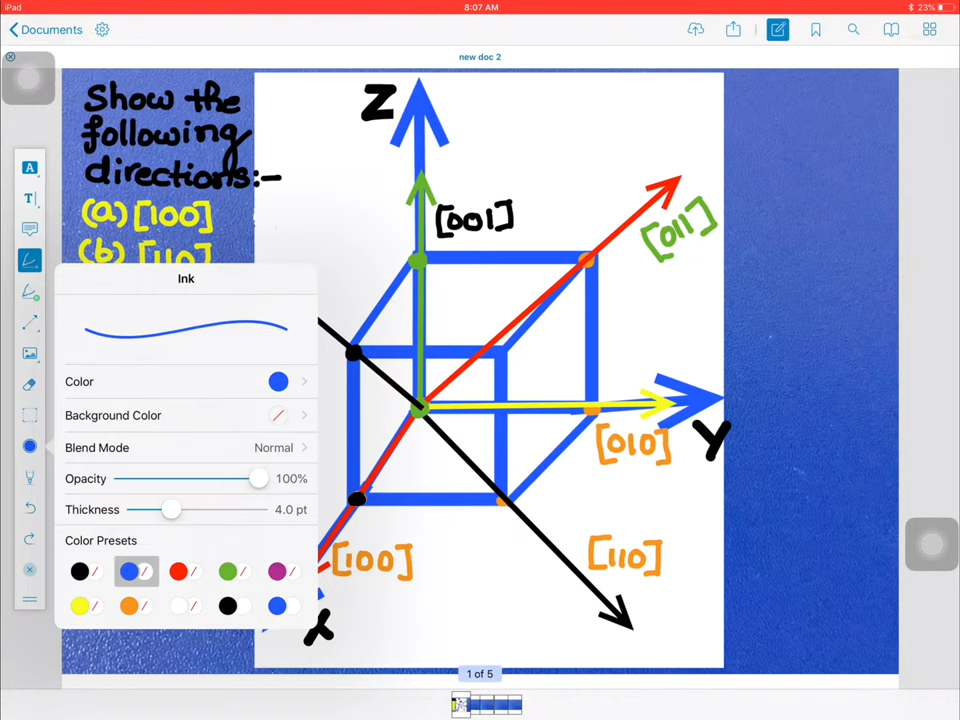 iPad 8:07 AM 23%
Documents
new doc 2
Show the
following
directions:-
(a) [100]
(b) [110]
Z
[001]
[011]
[010]
Y
[110]
[100]
X
Ink
Color
Background Color
Blend Mode Normal
Opacity 100%
Thickness 4.0 pt
Color Presets
1 of 5